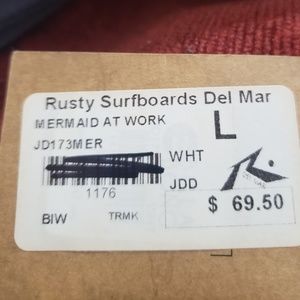 Rusty Surfboards Del Mar
MERMAID AT WORK
L
JD173MER
WHT
1176
JDD
$ 69.50
BIW
TRMK